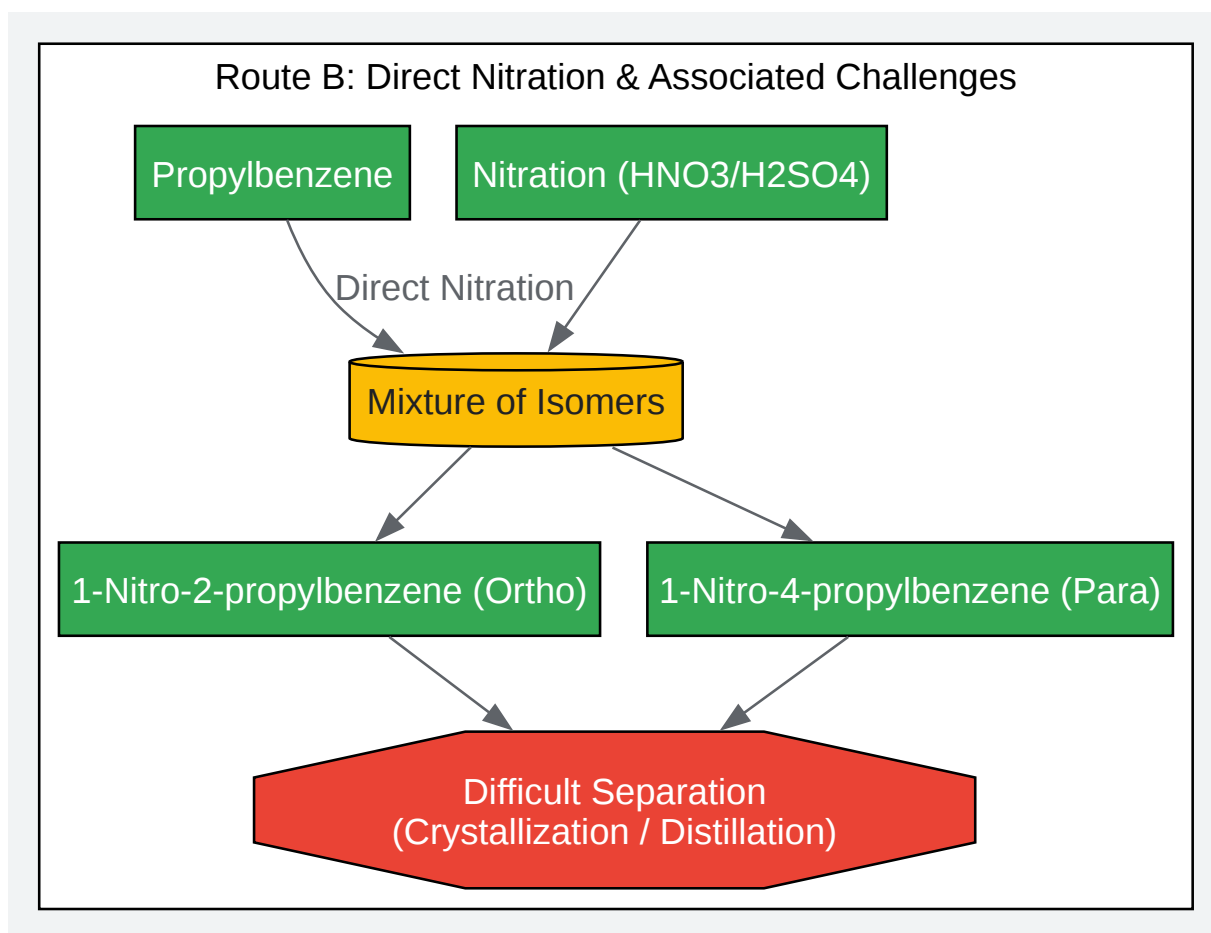 Route B: Direct Nitration & Associated Challenges
Propylbenzene
Nitration (HNO3/H2SO4)
Direct Nitration
Mixture of Isomers
1-Nitro-2-propylbenzene (Ortho)
1-Nitro-4-propylbenzene (Para)
Difficult Separation
(Crystallization / Distillation)